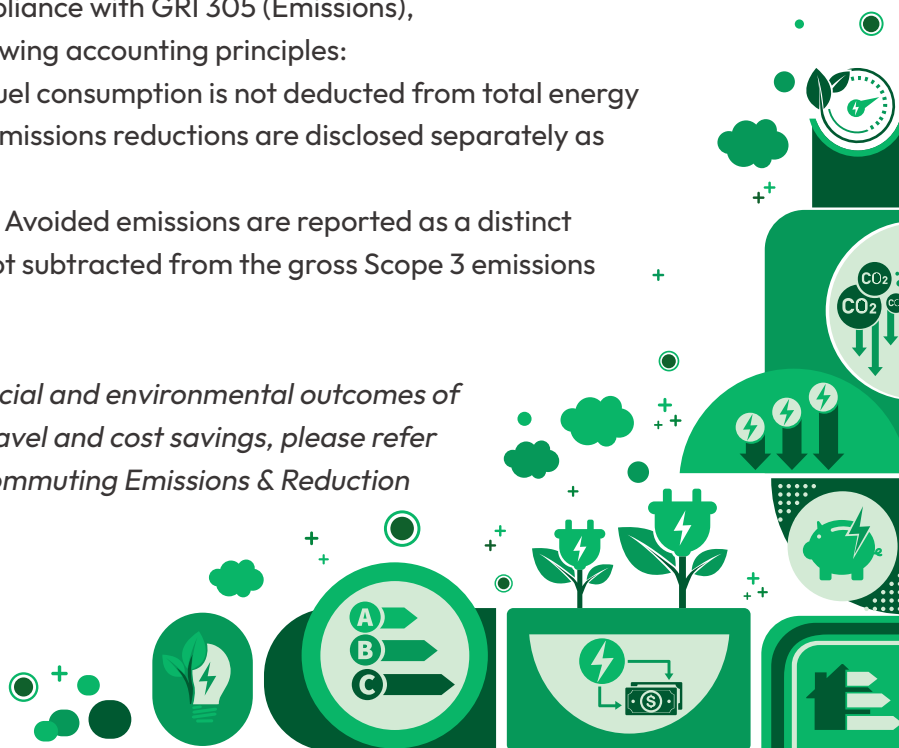 pliance with GRI 305 (Emissions),
wing accounting principles:
uel consumption is not deducted from total energy
missions reductions are disclosed separately as
Avoided emissions are reported as a distinct
ot subtracted from the gross Scope 3 emissions
cial and environmental outcomes of
avel and cost savings, please refer
ommuting Emissions & Reduction
CO2
CO2
A
B
C
$